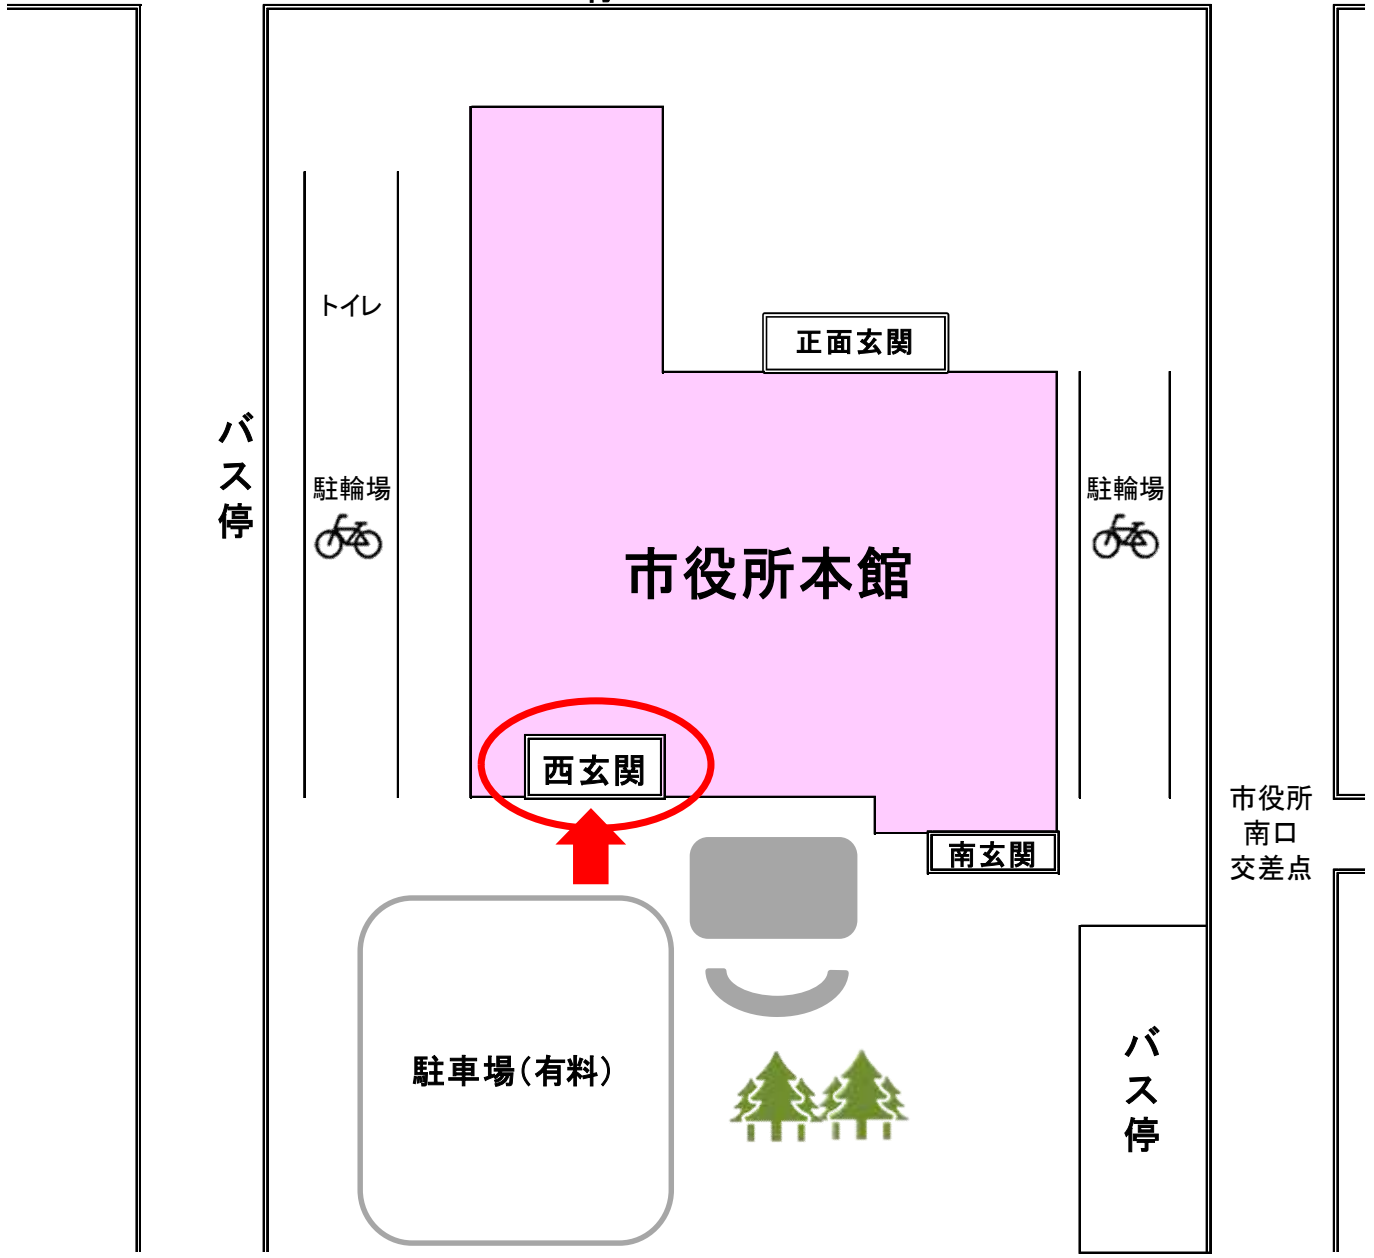 トイレ
正面玄関
バス停
駐輪場
駐輪場
市役所本館
西玄関
市役所
南口
交差点
南玄関
駐車場(有料)
バス停